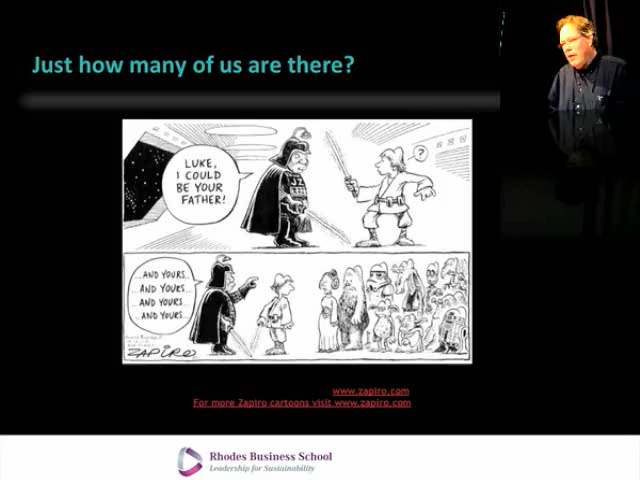 Just how many of us are there?
LUKE,
I COULD
BE YOUR
FATHER!
?
...AND YOURS...
AND YOURS...
AND YOURS...
AND YOURS...
ZAPIRO
www.zapiro.com
For more Zapiro cartoons visit www.zapiro.com
Rhodes Business School
Leadership for Sustainability